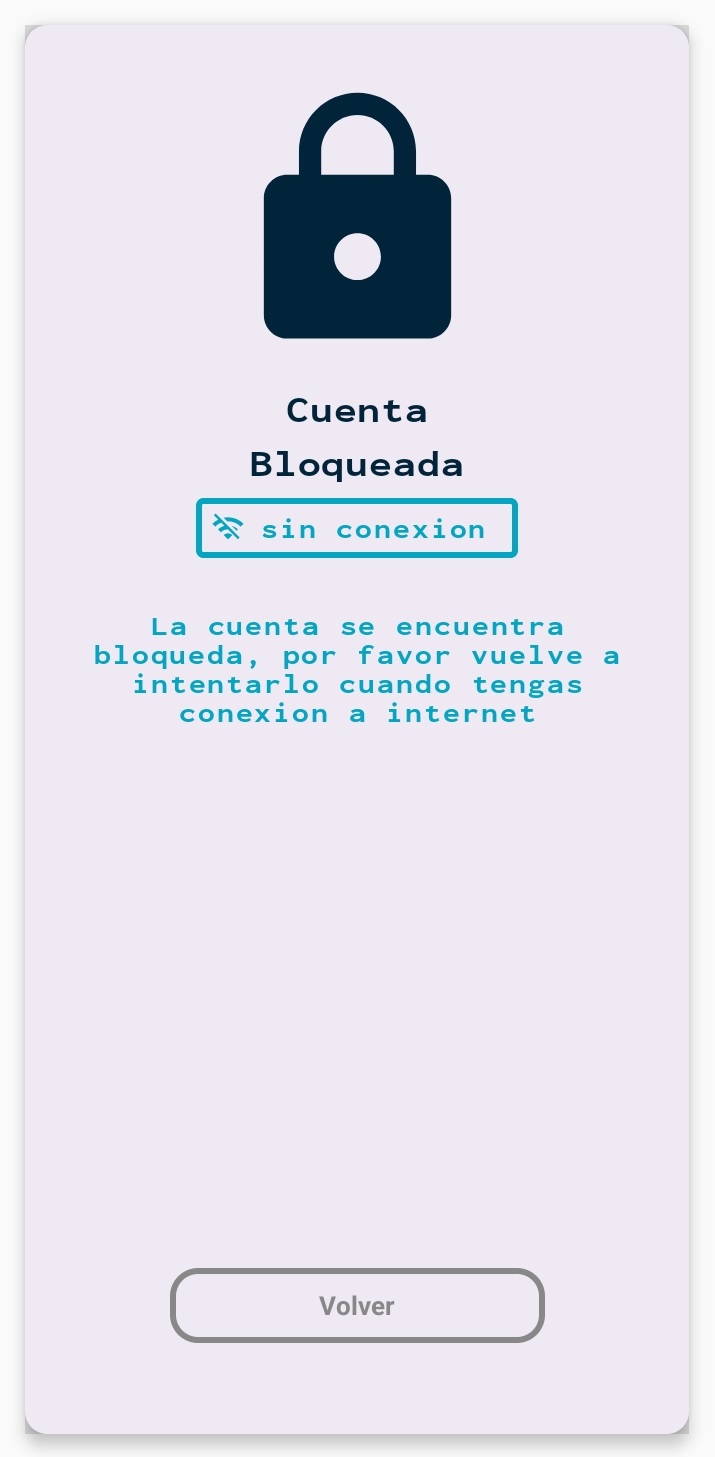 Cuenta
Bloqueada
sin conexion
La cuenta se encuentra
bloqueda, por favor vuelve a
intentarlo cuando tengas
conexion a internet
Volver